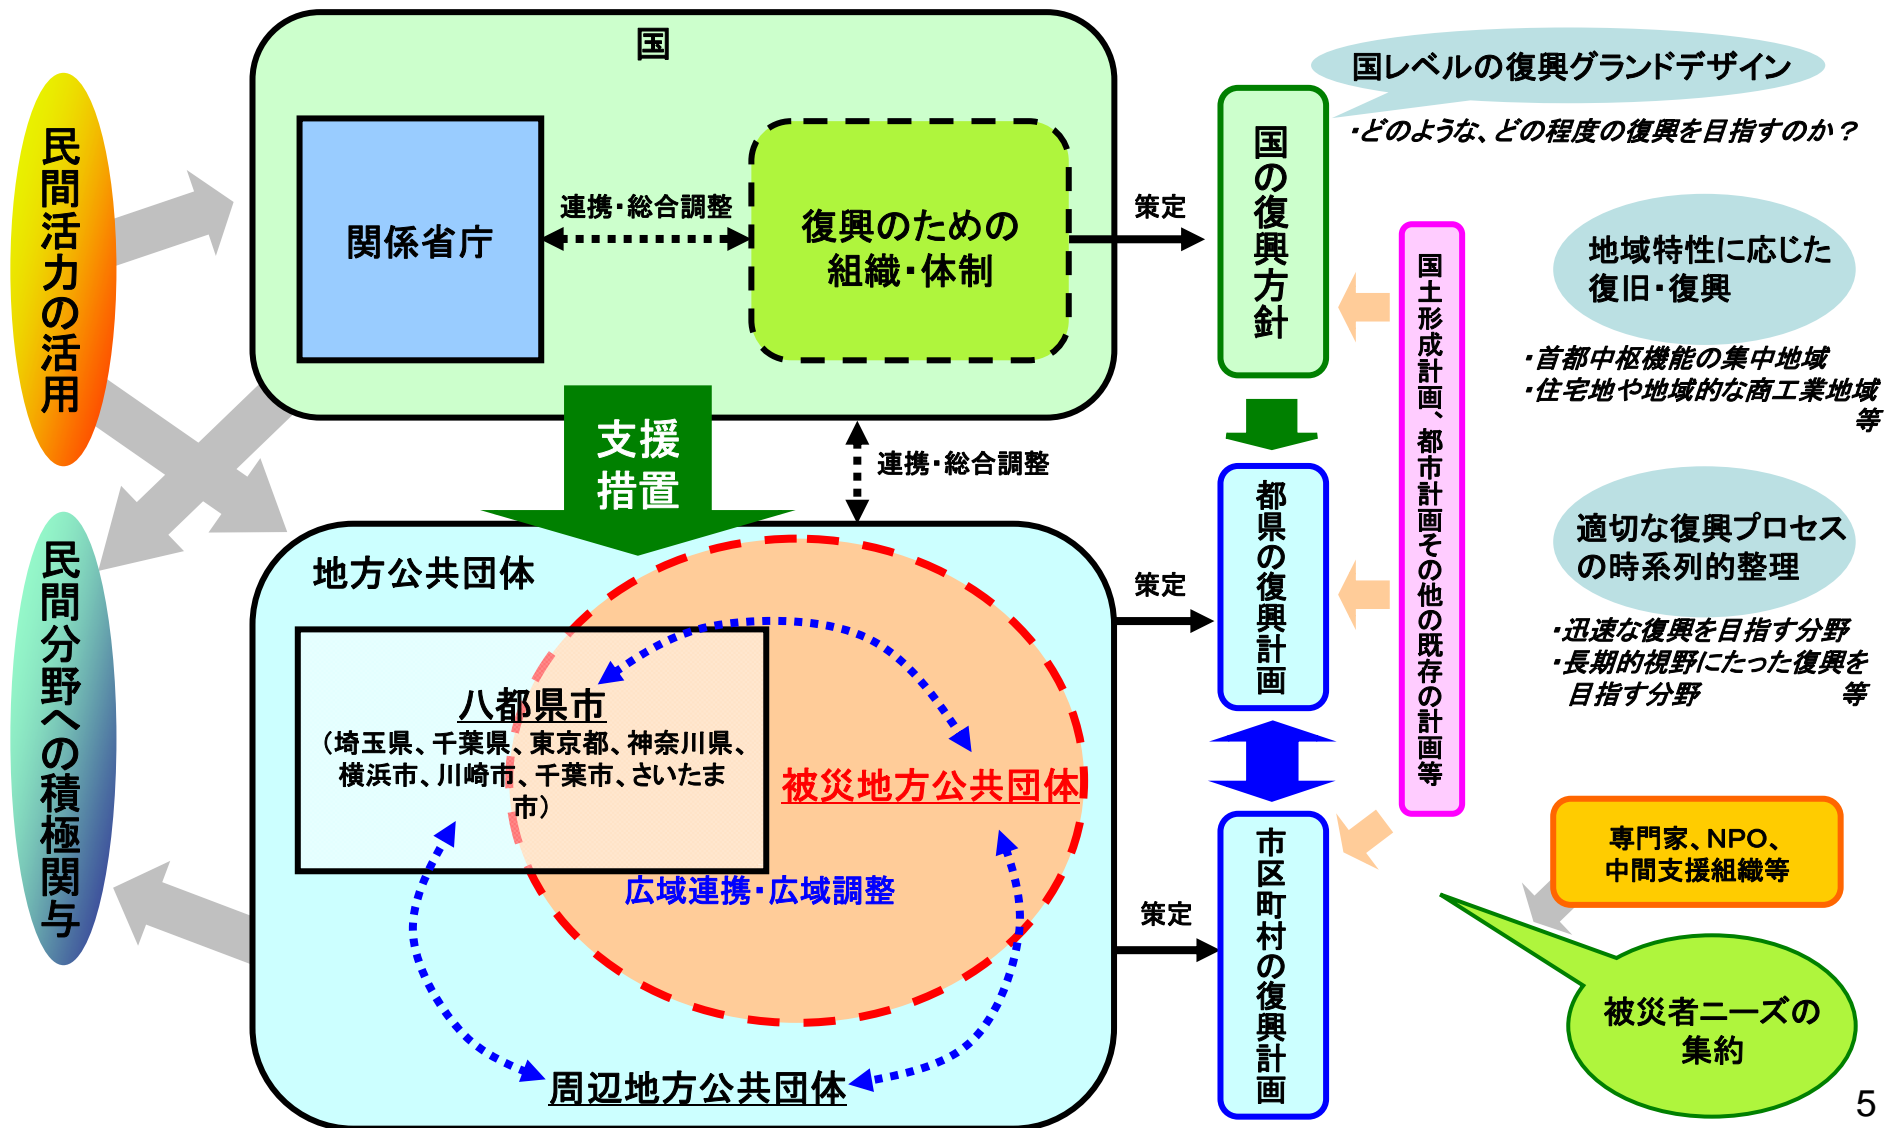 国
国レベルの復興グランドデザイン
・どのような、どの程度の復興を目指すのか？
民間活力の活用
関係省庁
連携・総合調整
復興のための
組織・体制
策定
国の復興方針
地域特性に応じた
復旧・復興
・首都中枢機能の集中地域
・住宅地や地域的な商工業地域
等
国土形成計画、都市計画その他の既存の計画等
支援
措置
連携・総合調整
地方公共団体
策定
都県の復興計画
適切な復興プロセス
の時系列的整理
・迅速な復興を目指す分野
・長期的視野にたった復興を
目指す分野 等
民間分野への積極関与
八都県市
（埼玉県、千葉県、東京都、神奈川県、
横浜市、川崎市、千葉市、さいたま
市）
被災地方公共団体
広域連携・広域調整
策定
市区町村の復興計画
専門家、NPO、
中間支援組織等
被災者ニーズの
集約
周辺地方公共団体
5